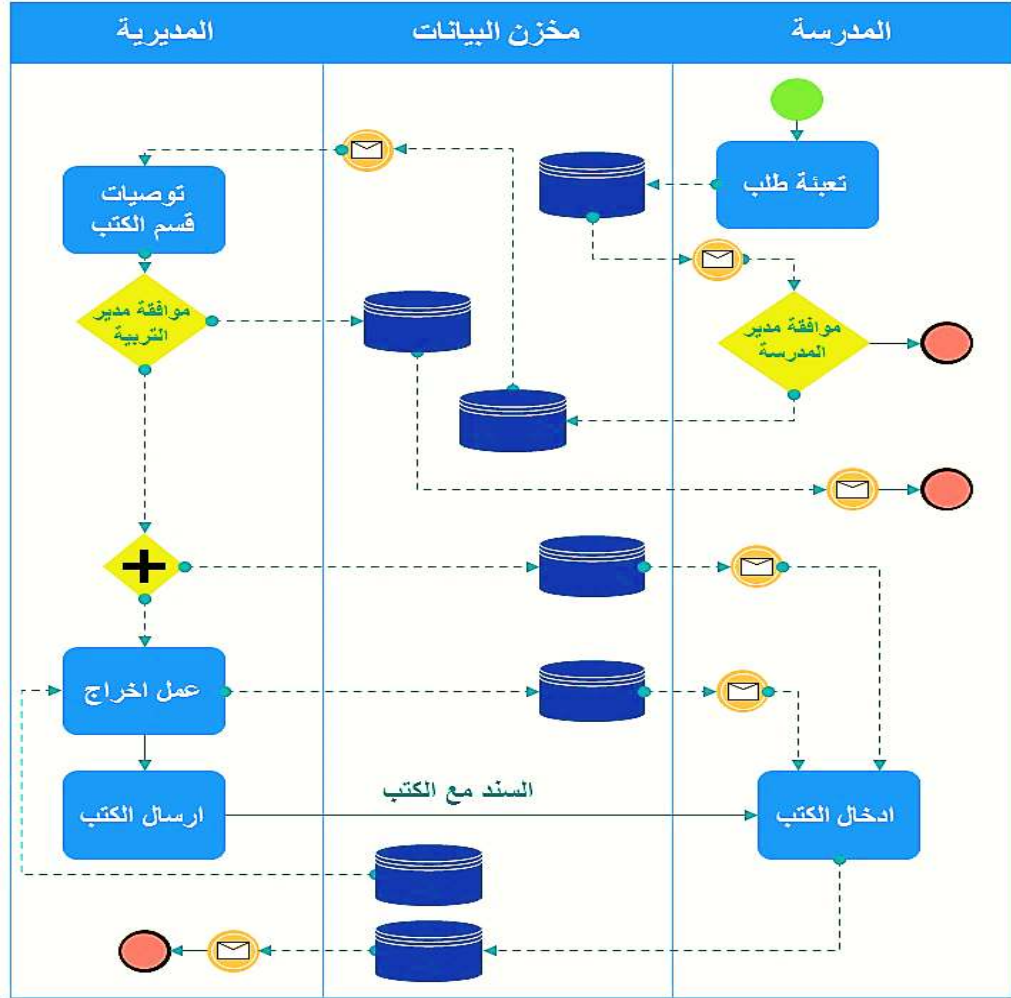 المدرسة
مخزن البيانات
المديرية
تعبئة طلب
توصيات
قسم الكتب
موافقة مدير
التربية
موافقة مدير
المدرسة
عمل اخراج
السند مع الكتب
ارسال الكتب
ادخال الكتب